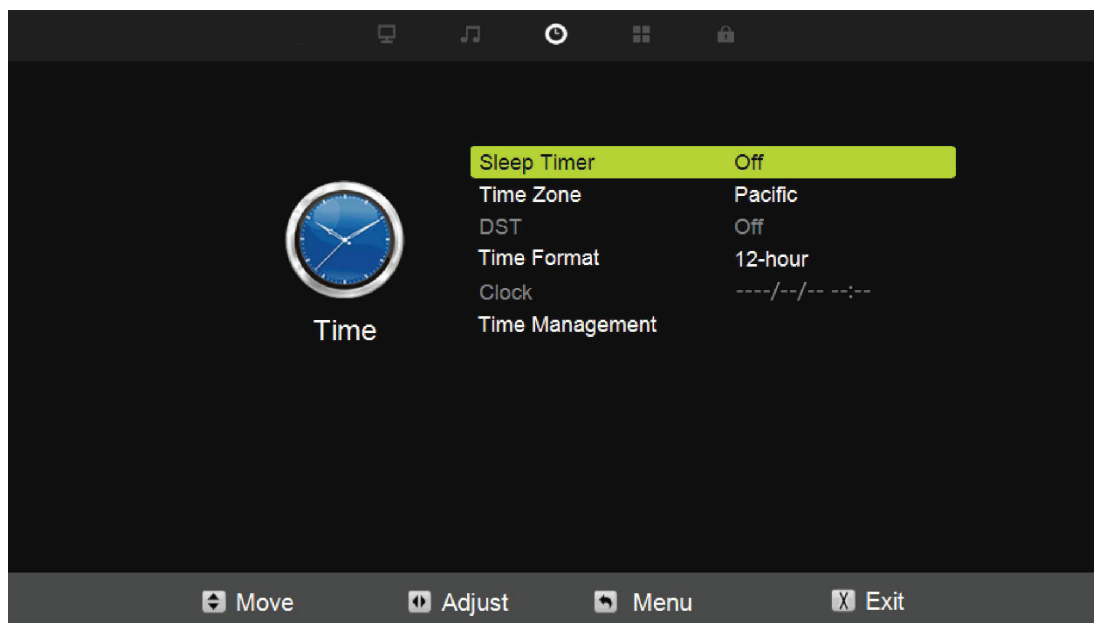 Sleep Timer Off
Time Zone Pacific
DST Off
Time Format 12-hour
Clock ----/--/-- --:--
Time Management
Time
Move Adjust Menu X Exit